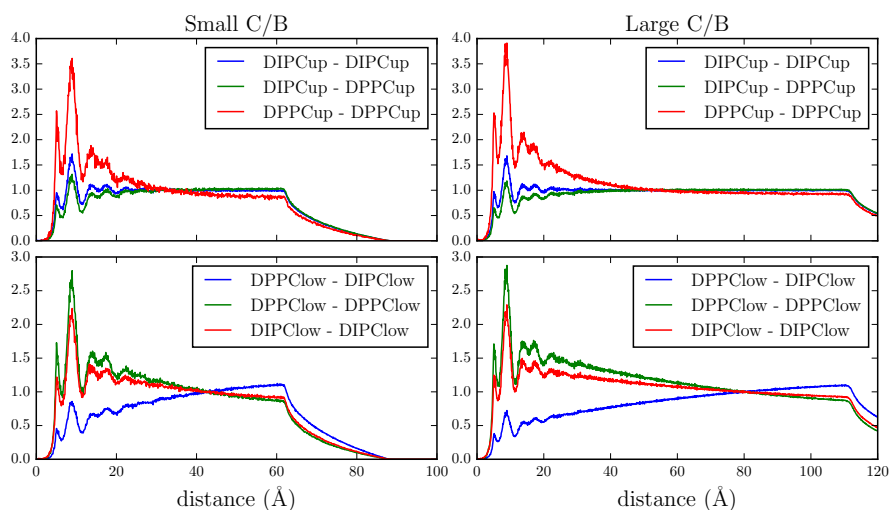 Small C/B
Large C/B
4.0
3.5
3.0
2.5
2.0
1.5
1.0
0.5
0.0
DIPCup - DIPCup
DIPCup - DPPCup
DPPCup - DPPCup
4.0
3.5
3.0
2.5
2.0
1.5
1.0
0.5
0.0
DIPCup - DIPCup
DIPCup - DPPCup
DPPCup - DPPCup
3.0
2.5
2.0
1.5
1.0
0.5
0.0
DPPClow - DIPClow
DPPClow - DPPClow
DIPClow - DIPClow
0 20 40 60 80 100
distance (Å)
3.0
2.5
2.0
1.5
1.0
0.5
0.0
DPPClow - DIPClow
DPPClow - DPPClow
DIPClow - DIPClow
0 20 40 60 80 100 120
distance (Å)